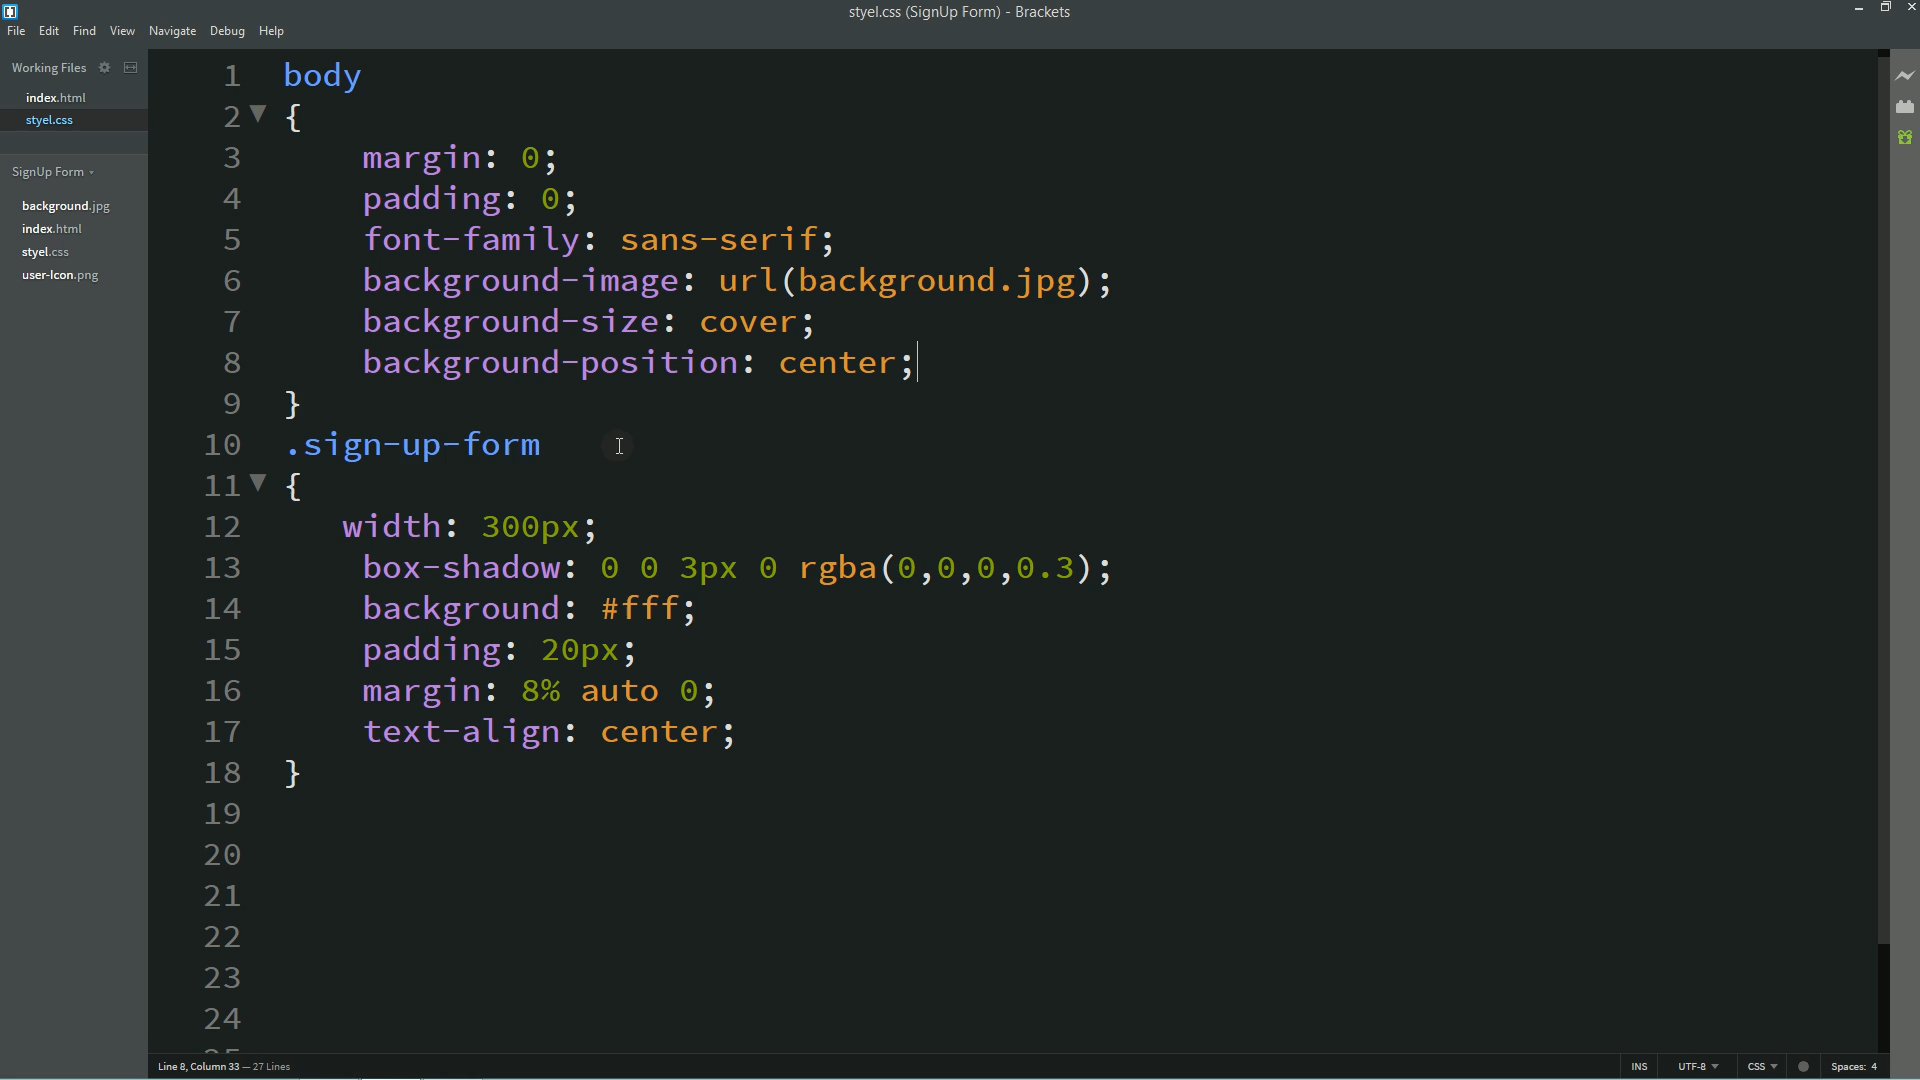 styel.css (SignUp Form) - Brackets
File Edit Find View Navigate Debug Help
Working Files
index.html
styel.css
SignUp Form
background.jpg
index.html
styel.css
user-Icon.png
1 body
2 {
3 margin: 0;
4 padding: 0;
5 font-family: sans-serif;
6 background-image: url(background.jpg);
7 background-size: cover;
8 background-position: center;
9 }
10 .sign-up-form
11 {
12 width: 300px;
13 box-shadow: 0 0 3px 0 rgba(0,0,0,0.3);
14 background: #fff;
15 padding: 20px;
16 margin: 8% auto 0;
17 text-align: center;
18 }
19
20
21
22
23
24
Line 8, Column 33 — 27 Lines
INS UTF-8 CSS Spaces: 4